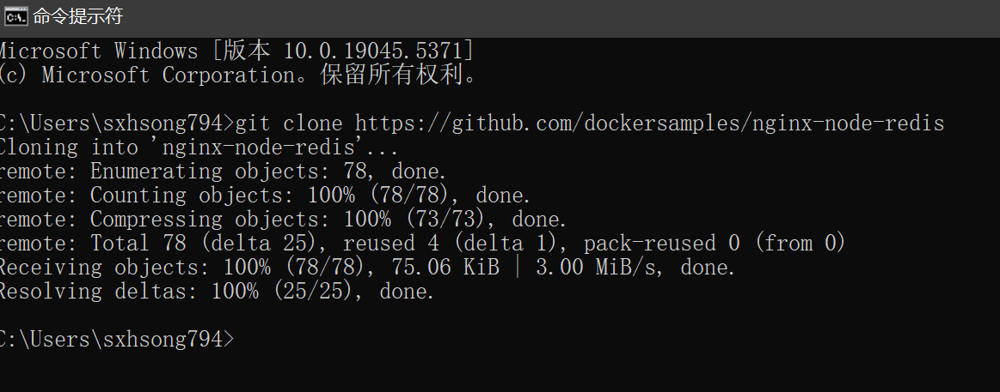 命令提示符
Microsoft Windows [版本 10.0.19045.5371]
(c) Microsoft Corporation。保留所有权利。
C:\Users\sxhsong794>git clone https://github.com/dockersamples/nginx-node-redis
Cloning into 'nginx-node-redis'...
remote: Enumerating objects: 78, done.
remote: Counting objects: 100% (78/78), done.
remote: Compressing objects: 100% (73/73), done.
remote: Total 78 (delta 25), reused 4 (delta 1), pack-reused 0 (from 0)
Receiving objects: 100% (78/78), 75.06 KiB | 3.00 MiB/s, done.
Resolving deltas: 100% (25/25), done.
C:\Users\sxhsong794>